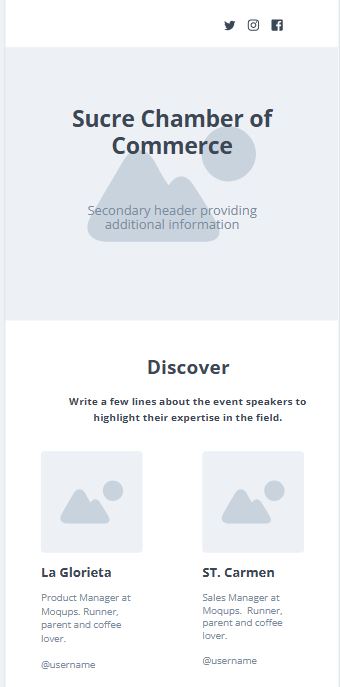 Sucre Chamber of
Commerce
Secondary header providing
additional information
Discover
Write a few lines about the event speakers to
highlight their expertise in the field.
La Glorieta
Product Manager at
Moqups. Runner,
parent and coffee
lover.
@username
ST. Carmen
Sales Manager at
Moqups.  Runner,
parent and coffee
lover.
@username